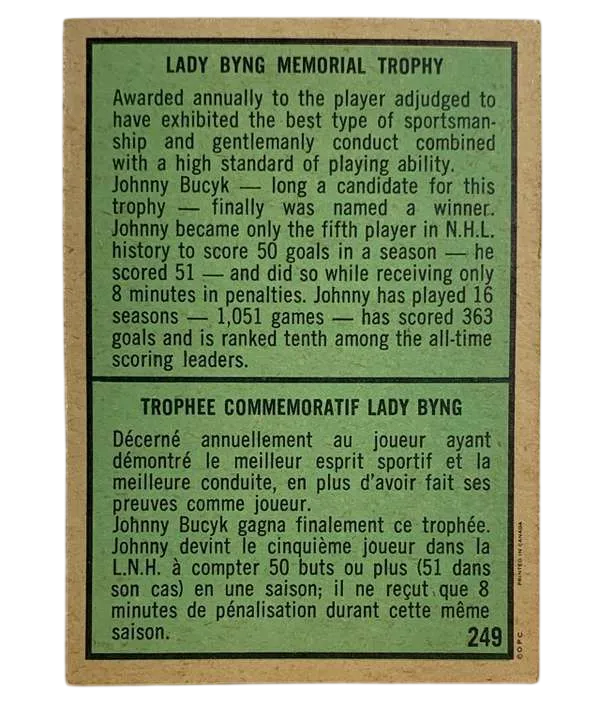 LADY BYNG MEMORIAL TROPHY
Awarded annually to the player adjudged to
have exhibited the best type of sportsman-
ship and gentlemanly conduct combined
with a high standard of playing ability.
Johnny Bucyk — long a candidate for this
trophy — finally was named a winner.
Johnny became only the fifth player in N.H.L.
history to score 50 goals in a season — he
scored 51 — and did so while receiving only
8 minutes in penalties. Johnny has played 16
seasons — 1,051 games — has scored 363
goals and is ranked tenth among the all-time
scoring leaders.
TROPHEE COMMEMORATIF LADY BYNG
Décerné annuellement au joueur ayant
démontré le meilleur esprit sportif et la
meilleure conduite, en plus d'avoir fait ses
preuves comme joueur.
Johnny Bucyk gagna finalement ce trophée.
Johnny devint le cinquième joueur dans la
L.N.H. à compter 50 buts ou plus (51 dans
son cas) en une saison; il ne reçut que 8
minutes de pénalisation durant cette même
saison.
249
© O.P.C. PRINTED IN CANADA